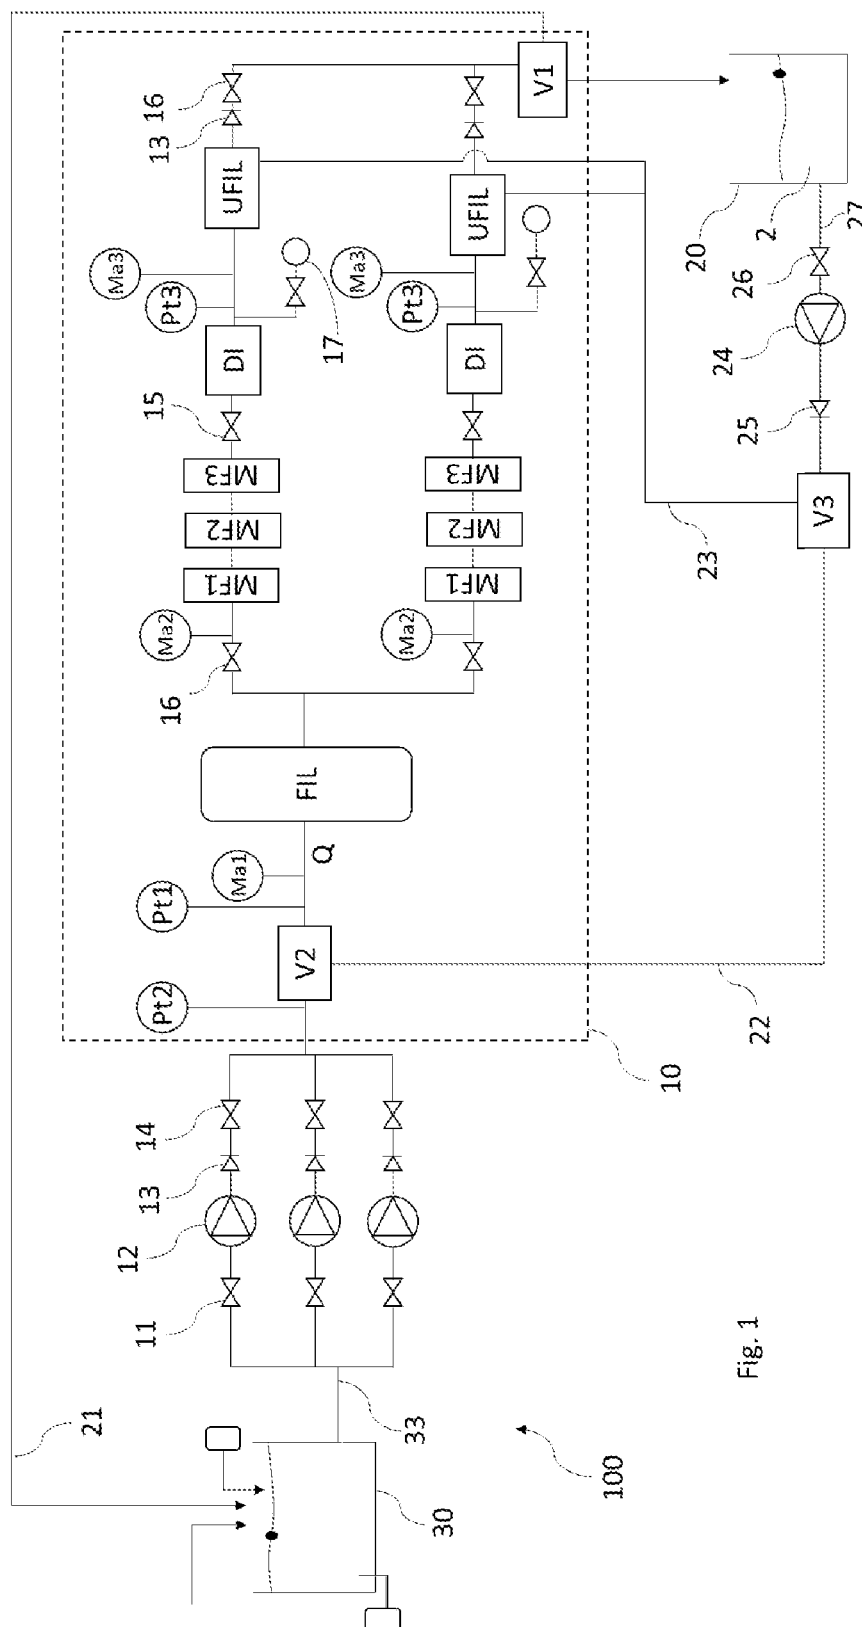 21
30
33
100
Fig. 1
11
12
13
14
10
Pt2
V2
Pt1
Ma1
Q
FIL
16
Ma2
MF1
MF2
MF3
15
DI
Pt3
Ma3
17
UFIL
13
16
Ma2
MF1
MF2
MF3
DI
Pt3
Ma3
UFIL
V1
22
23
V3
25
24
26
27
20
2